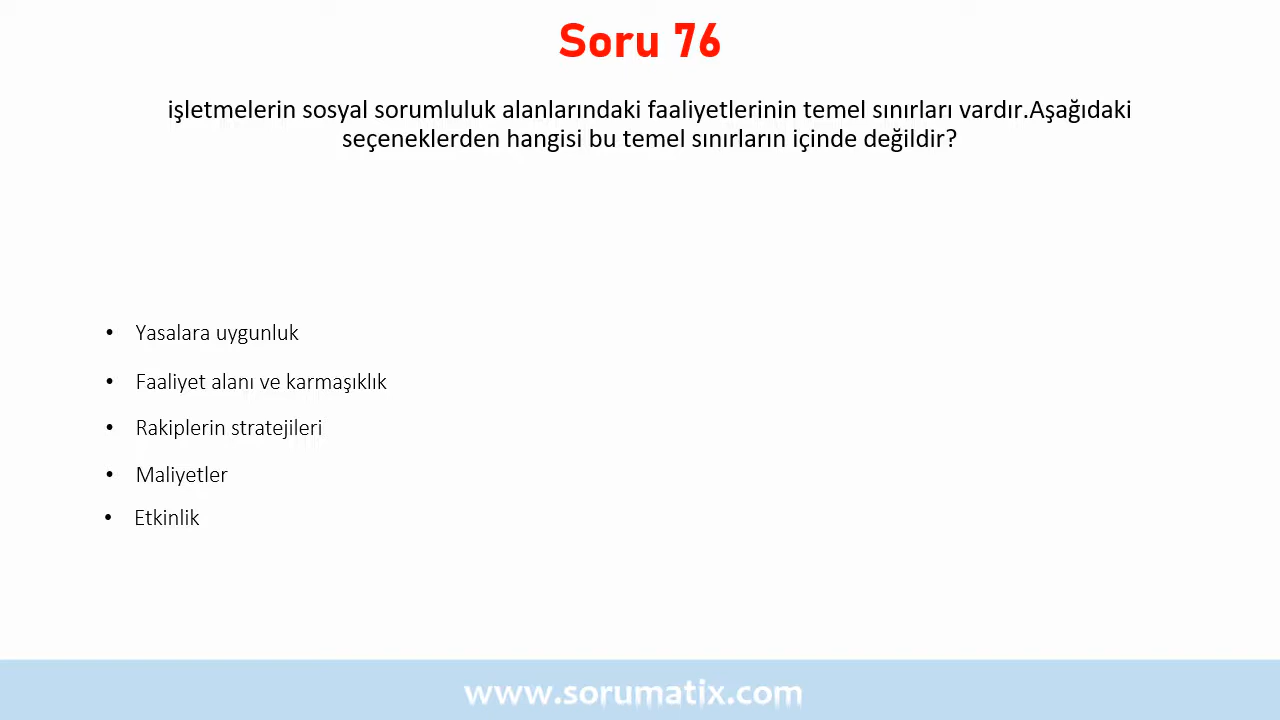 Soru 76
işletmelerin sosyal sorumluluk alanlarındaki faaliyetlerinin temel sınırları vardır.Aşağıdaki
seçeneklerden hangisi bu temel sınırların içinde değildir?
• Yasalara uygunluk
• Faaliyet alanı ve karmaşıklık
• Rakiplerin stratejileri
• Maliyetler
• Etkinlik
www.sorumatix.com